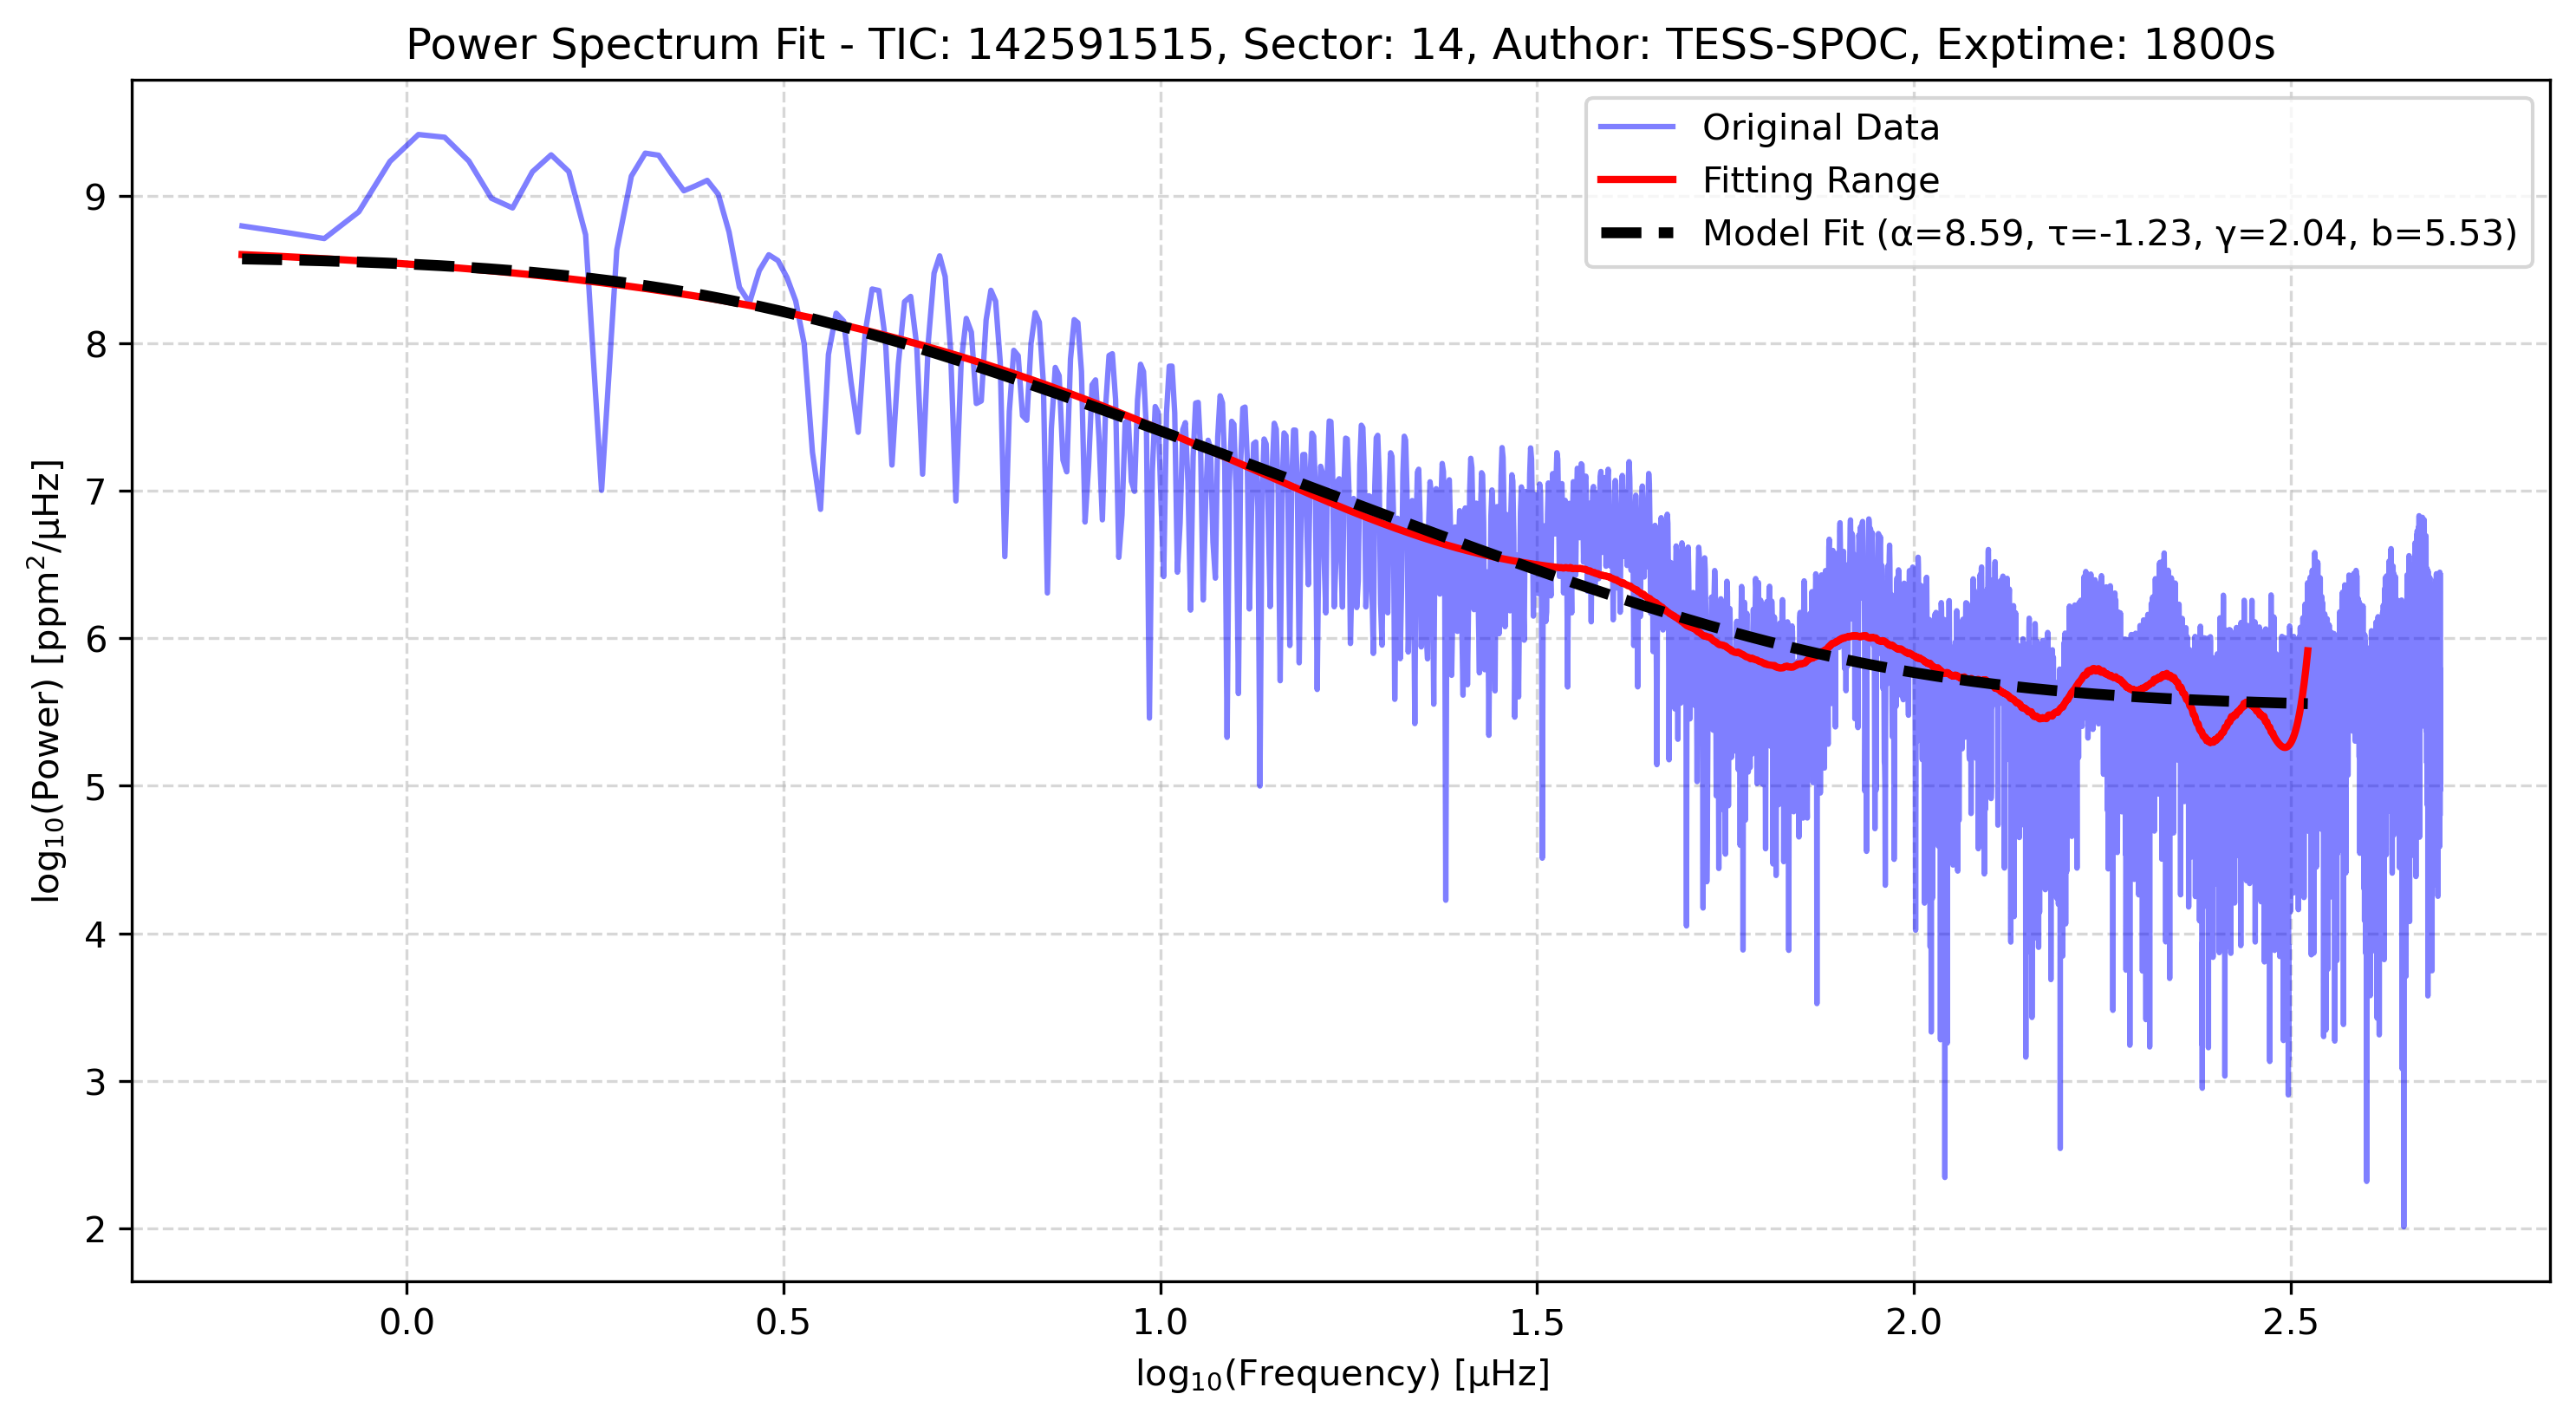 Power Spectrum Fit - TIC: 142591515, Sector: 14, Author: TESS-SPOC, Exptime: 1800s
Original Data
Fitting Range
Model Fit (α=8.59, τ=-1.23, γ=2.04, b=5.53)
log₁₀(Power) [ppm²/μHz]
9
8
7
6
5
4
3
2
0.0 0.5 1.0 1.5 2.0 2.5
log₁₀(Frequency) [μHz]